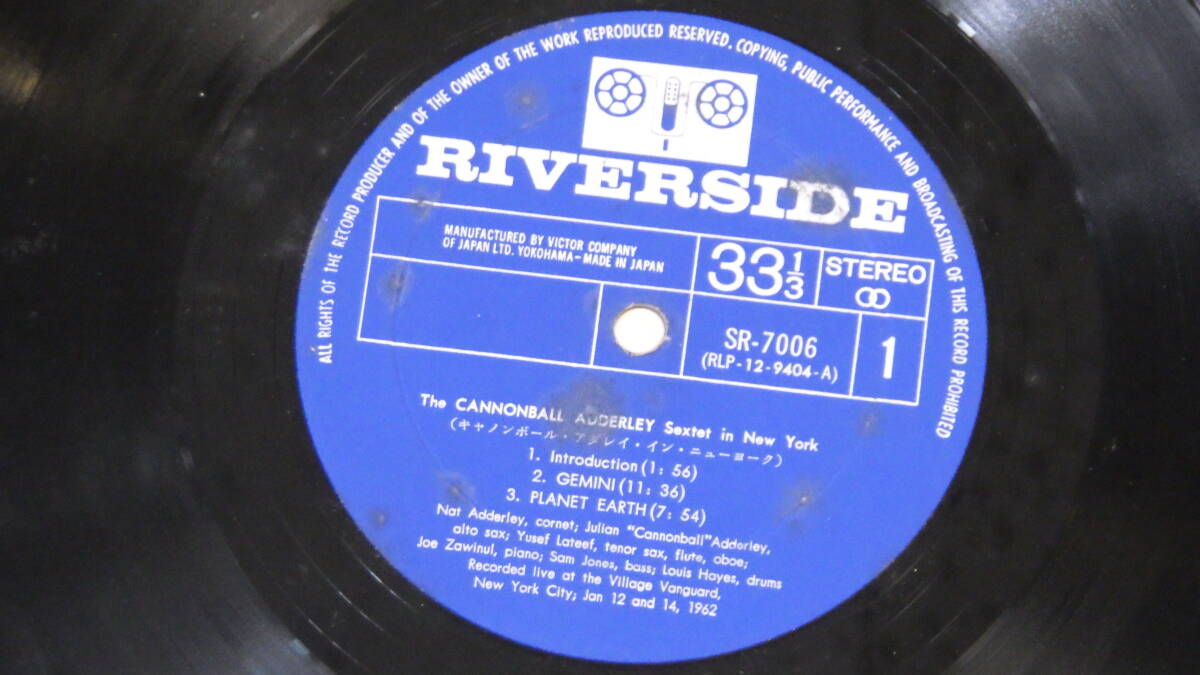 ALL RIGHTS OF THE RECORD PRODUCER AND OF THE OWNER OF THE WORK REPRODUCED RESERVED. COPYING, PUBLIC PERFORMANCE AND BROADCASTING OF THIS RECORD PROHIBITED
RIVERSIDE
MANUFACTURED BY VICTOR COMPANY
OF JAPAN LTD. YOKOHAMA-MADE IN JAPAN
33 1/3
STEREO
SR-7006
(RLP-12-9404-A)
1
The CANNONBALL ADDERLEY Sextet in New York
(キャノンボール・アダレイ・イン・ニューヨーク)
1. Introduction (1: 56)
2. GEMINI (11: 36)
3. PLANET EARTH (7: 54)
Nat Adderley, cornet; Julian “Cannonball” Adderley,
alto sax; Yusef Lateef, tenor sax, flute, oboe;
Joe Zawinul, piano; Sam Jones, bass; Louis Hayes, drums
Recorded live at the Village Vanguard,
New York City; Jan 12 and 14, 1962